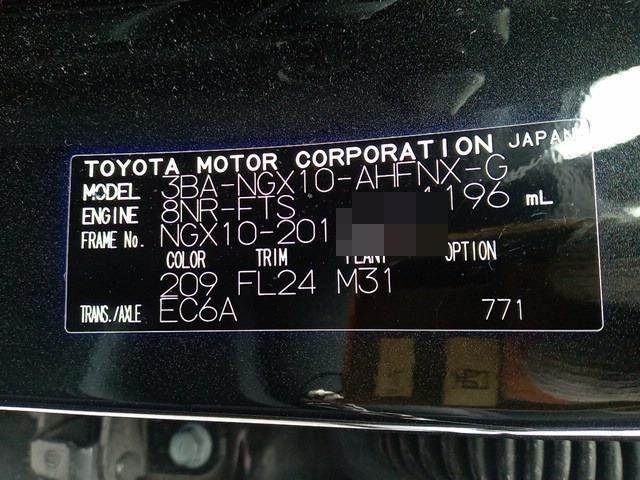 TOYOTA MOTOR CORPORATION JAPAN
MODEL 3BA-NGX10-AHFNX-G
ENGINE 8NR-FTS 1196 mL
FRAME No. NGX10-201
COLOR TRIM PLANT OPTION
209 FL24 M31
TRANS./AXLE EC6A 771